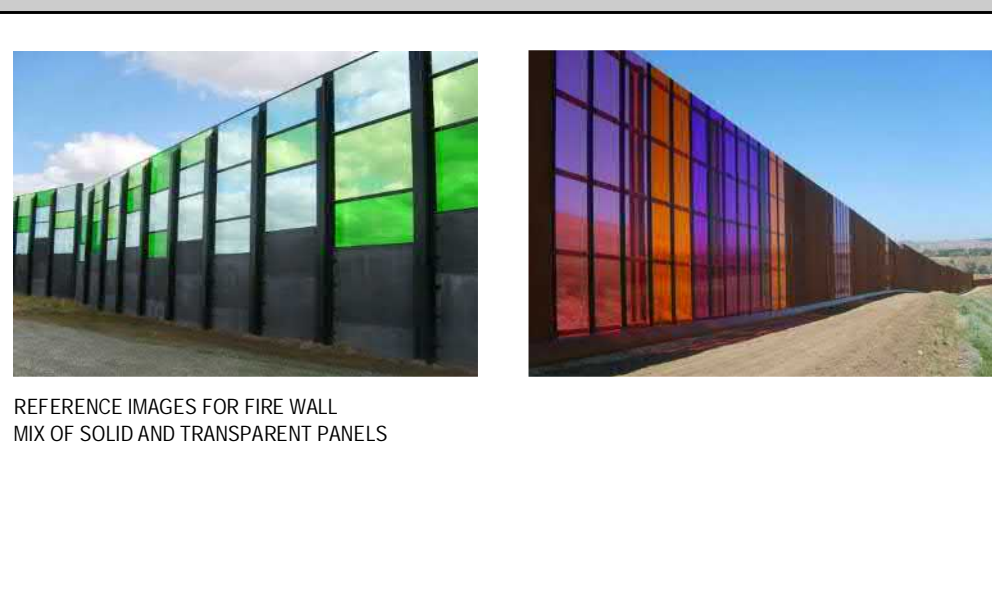 REFERENCE IMAGES FOR FIRE WALL
MIX OF SOLID AND TRANSPARENT PANELS